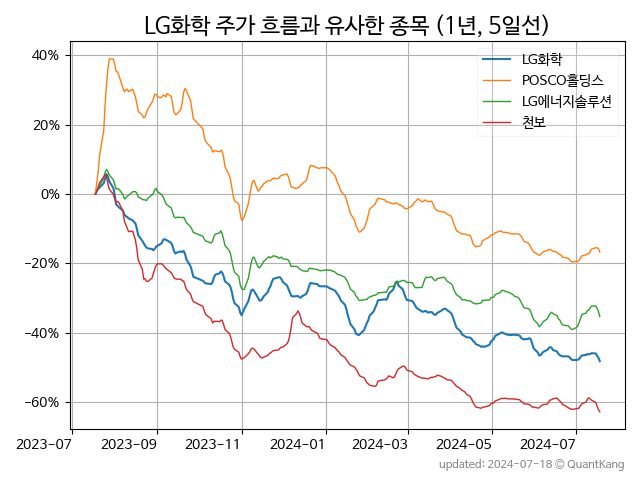 LG화학 주가 흐름과 유사한 종목 (1년, 5일선)
LG화학
POSCO홀딩스
LG에너지솔루션
천보
40%
20%
0%
−20%
−40%
−60%
2023-07 2023-09 2023-11 2024-01 2024-03 2024-05 2024-07
updated: 2024-07-18 © QuantKang